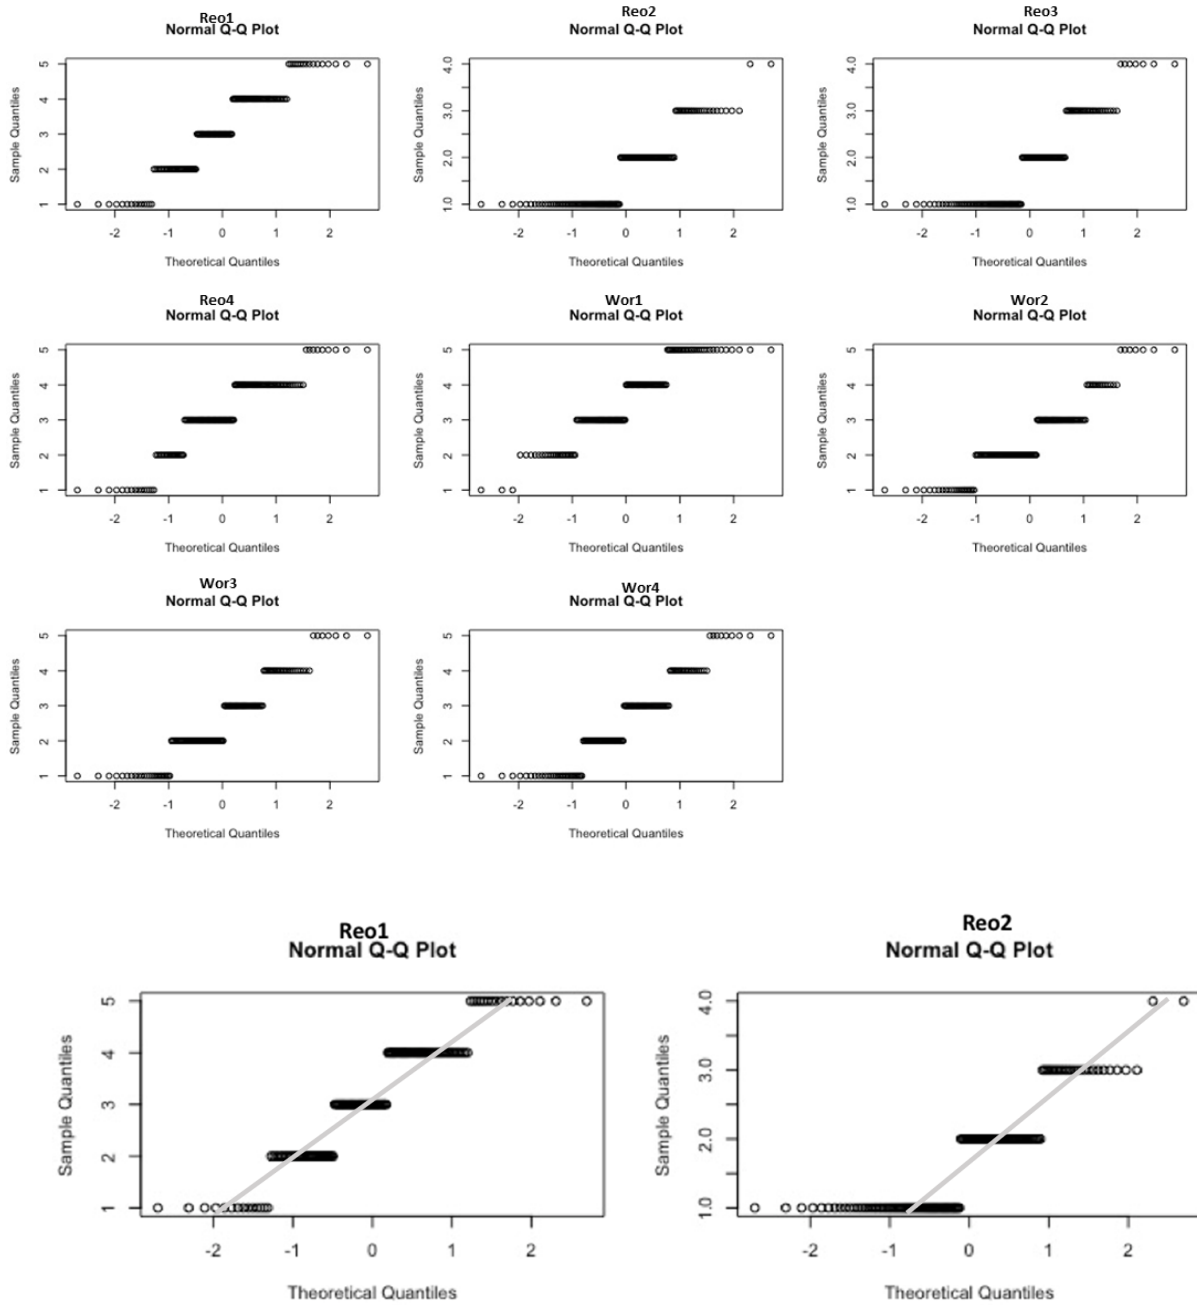 Reo1
Normal Q-Q Plot
Sample Quantiles
5
4
3
2
1
-2 -1 0 1 2
Theoretical Quantiles
Reo2
Normal Q-Q Plot
Sample Quantiles
4.0
3.0
2.0
1.0
-2 -1 0 1 2
Theoretical Quantiles
Reo3
Normal Q-Q Plot
Sample Quantiles
4.0
3.0
2.0
1.0
-2 -1 0 1 2
Theoretical Quantiles
Reo4
Normal Q-Q Plot
Sample Quantiles
5
4
3
2
1
-2 -1 0 1 2
Theoretical Quantiles
Wor1
Normal Q-Q Plot
Sample Quantiles
5
4
3
2
1
-2 -1 0 1 2
Theoretical Quantiles
Wor2
Normal Q-Q Plot
Sample Quantiles
5
4
3
2
1
-2 -1 0 1 2
Theoretical Quantiles
Wor3
Normal Q-Q Plot
Sample Quantiles
5
4
3
2
1
-2 -1 0 1 2
Theoretical Quantiles
Wor4
Normal Q-Q Plot
Sample Quantiles
5
4
3
2
1
-2 -1 0 1 2
Theoretical Quantiles
Reo1
Normal Q-Q Plot
Sample Quantiles
5
4
3
2
1
-2 -1 0 1 2
Theoretical Quantiles
Reo2
Normal Q-Q Plot
Sample Quantiles
4.0
3.0
2.0
1.0
-2 -1 0 1 2
Theoretical Quantiles